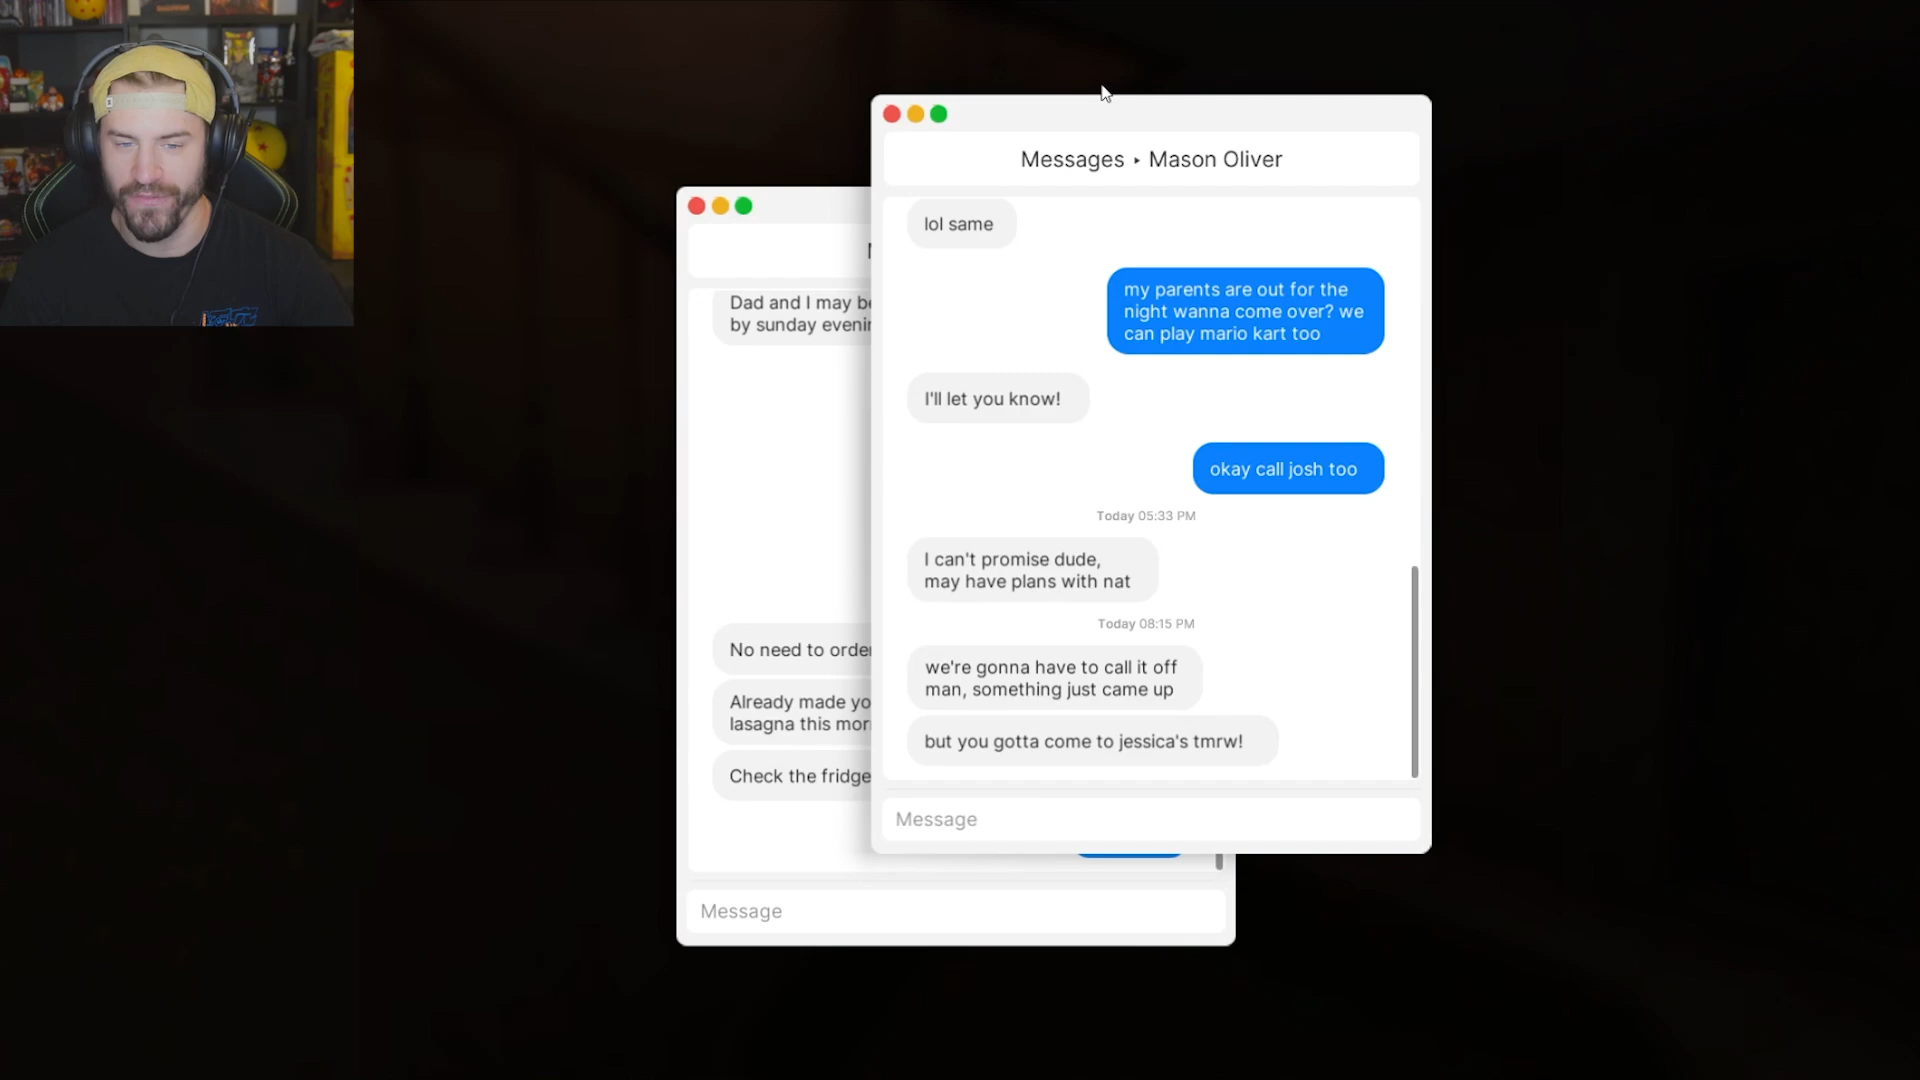 Messages ▸ Mason Oliver
lol same
my parents are out for the
night wanna come over? we
can play mario kart too
I'll let you know!
okay call josh too
Today 05:33 PM
I can't promise dude,
may have plans with nat
Today 08:15 PM
we're gonna have to call it off
man, something just came up
but you gotta come to jessica's tmrw!
Message
Dad and I may be
by sunday
No need to
Already made
lasagna this
Check the fridge
Message